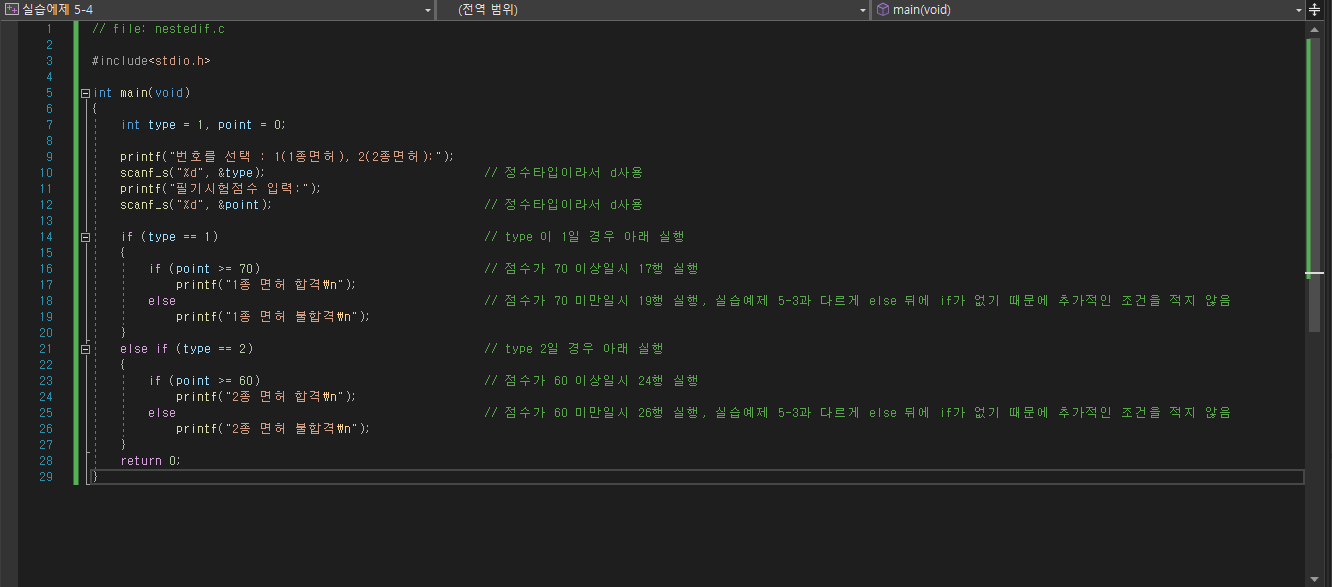 실습예제 5-4 (전역 범위) main(void)
1 // file: nestedif.c
2
3 #include<stdio.h>
4
5 int main(void)
6 {
7 int type = 1, point = 0;
8
9 printf("번호를 선택 : 1(1종면허), 2(2종면허):");
10 scanf_s("%d", &type); // 정수타입이라서 d사용
11 printf("필기시험점수 입력:");
12 scanf_s("%d", &point); // 정수타입이라서 d사용
13
14 if (type == 1) // type 이 1일 경우 아래 실행
15 {
16 if (point >= 70) // 점수가 70 이상일시 17행 실행
17 printf("1종 면허 합격₩n");
18 else // 점수가 70 미만일시 19행 실행, 실습예제 5-3과 다르게 else 뒤에 if가 없기 때문에 추가적인 조건을 적지 않음
19 printf("1종 면허 불합격₩n");
20 }
21 else if (type == 2) // type 2일 경우 아래 실행
22 {
23 if (point >= 60) // 점수가 60 이상일시 24행 실행
24 printf("2종 면허 합격₩n");
25 else // 점수가 60 미만일시 26행 실행, 실습예제 5-3과 다르게 else 뒤에 if가 없기 때문에 추가적인 조건을 적지 않음
26 printf("2종 면허 불합격₩n");
27 }
28 return 0;
29 }